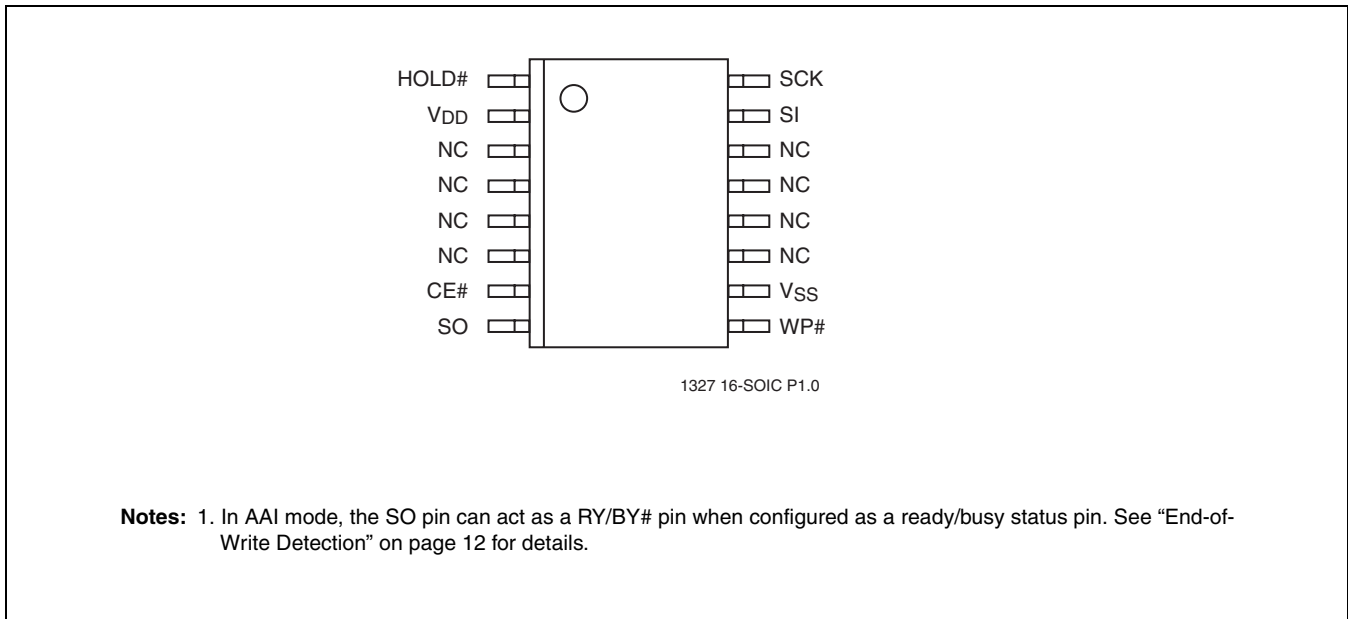 HOLD# SCK
VDD SI
NC NC
NC NC
NC NC
NC NC
CE# VSS
SO WP#
1327 16-SOIC P1.0
Notes: 1. In AAI mode, the SO pin can act as a RY/BY# pin when configured as a ready/busy status pin. See “End-of-
Write Detection” on page 12 for details.